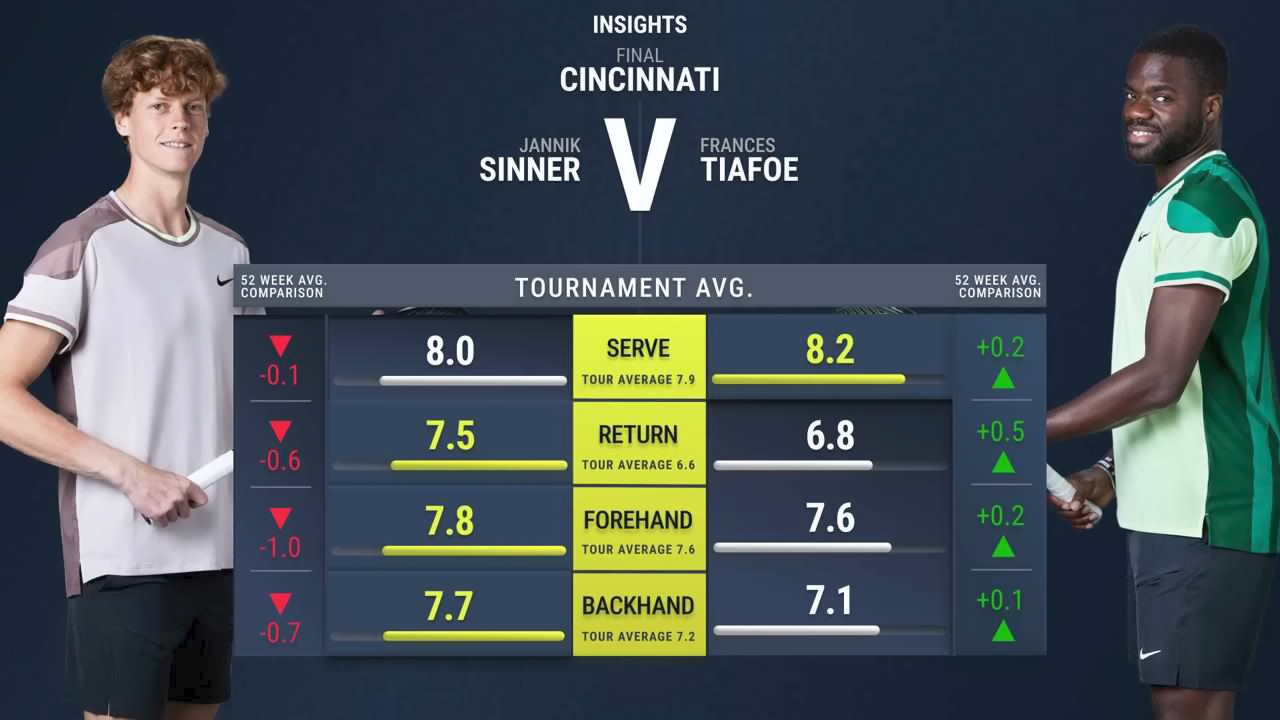 INSIGHTS
FINAL
CINCINNATI
JANNIK
SINNER
V
FRANCES
TIAFOE
52 WEEK AVG.
COMPARISON
TOURNAMENT AVG.
52 WEEK AVG.
COMPARISON
-0.1
8.0
SERVE
TOUR AVERAGE 7.9
8.2
+0.2
-0.6
7.5
RETURN
TOUR AVERAGE 6.6
6.8
+0.5
-1.0
7.8
FOREHAND
TOUR AVERAGE 7.6
7.6
+0.2
-0.7
7.7
BACKHAND
TOUR AVERAGE 7.2
7.1
+0.1